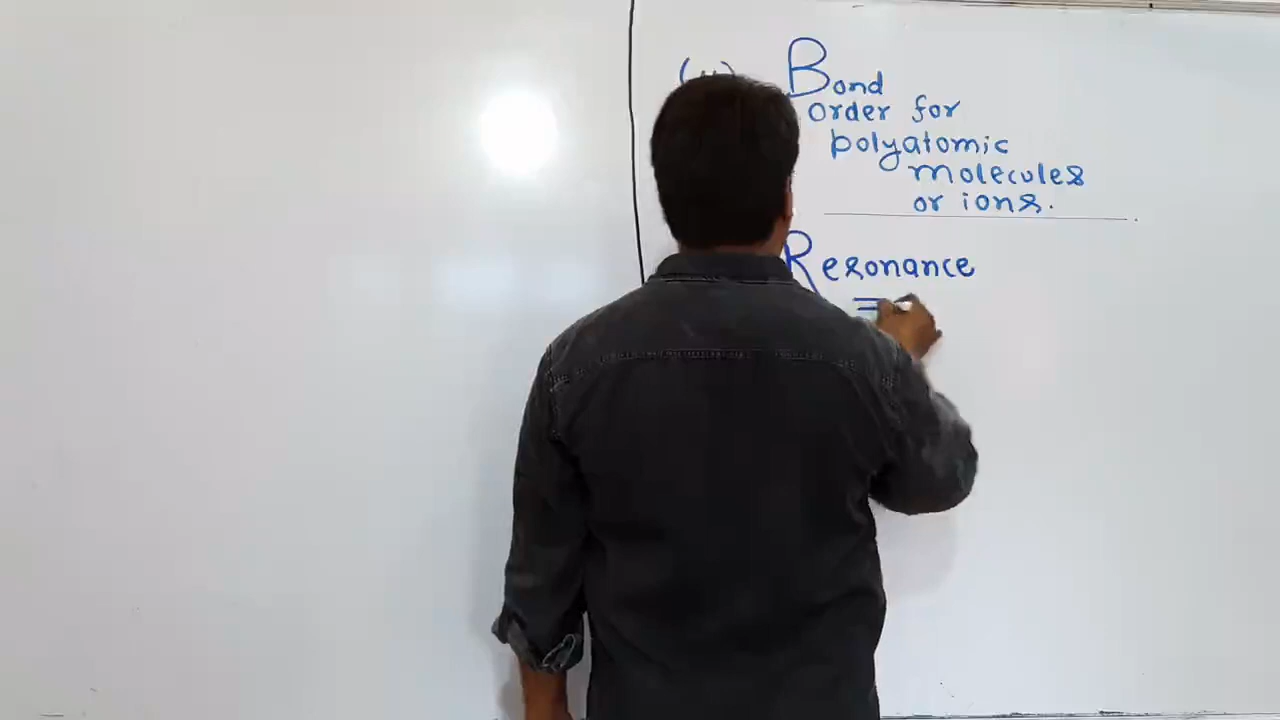 Bond
order for
polyatomic
molecules
or ions.
Resonance
=